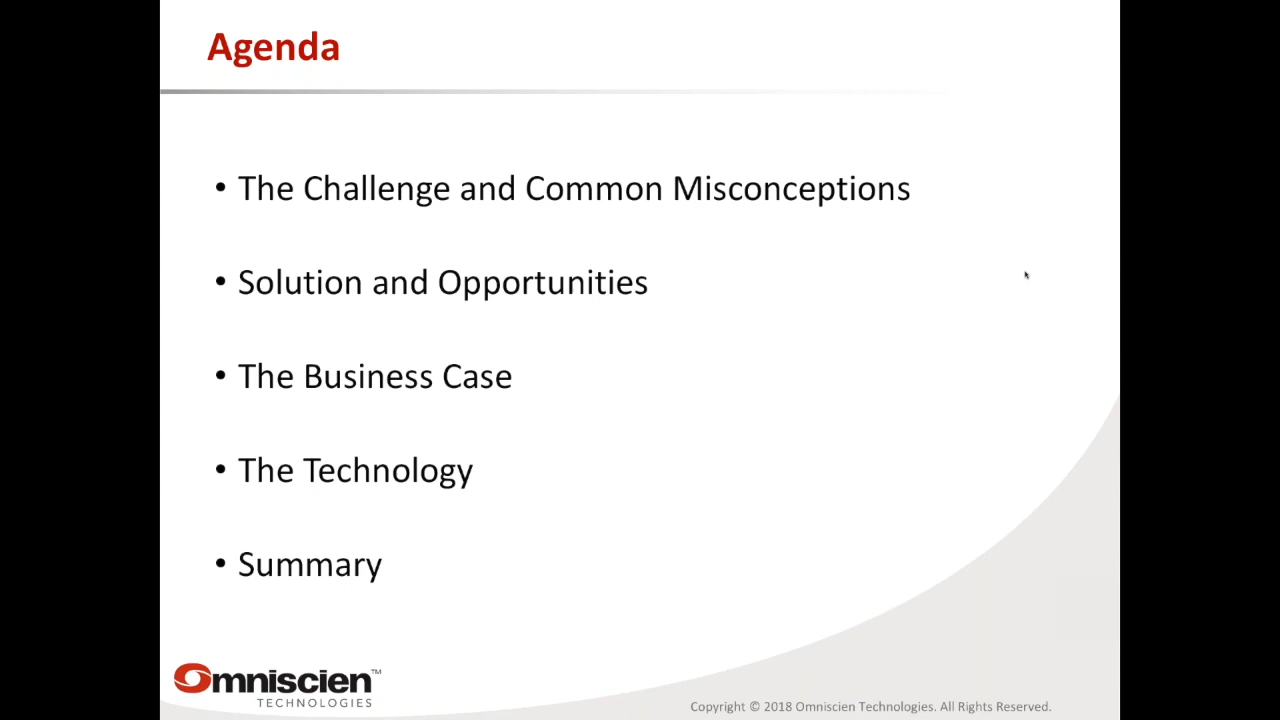 Agenda
• The Challenge and Common Misconceptions
• Solution and Opportunities
• The Business Case
• The Technology
• Summary
Omniscien™
TECHNOLOGIES
Copyright © 2018 Omniscien Technologies. All Rights Reserved.